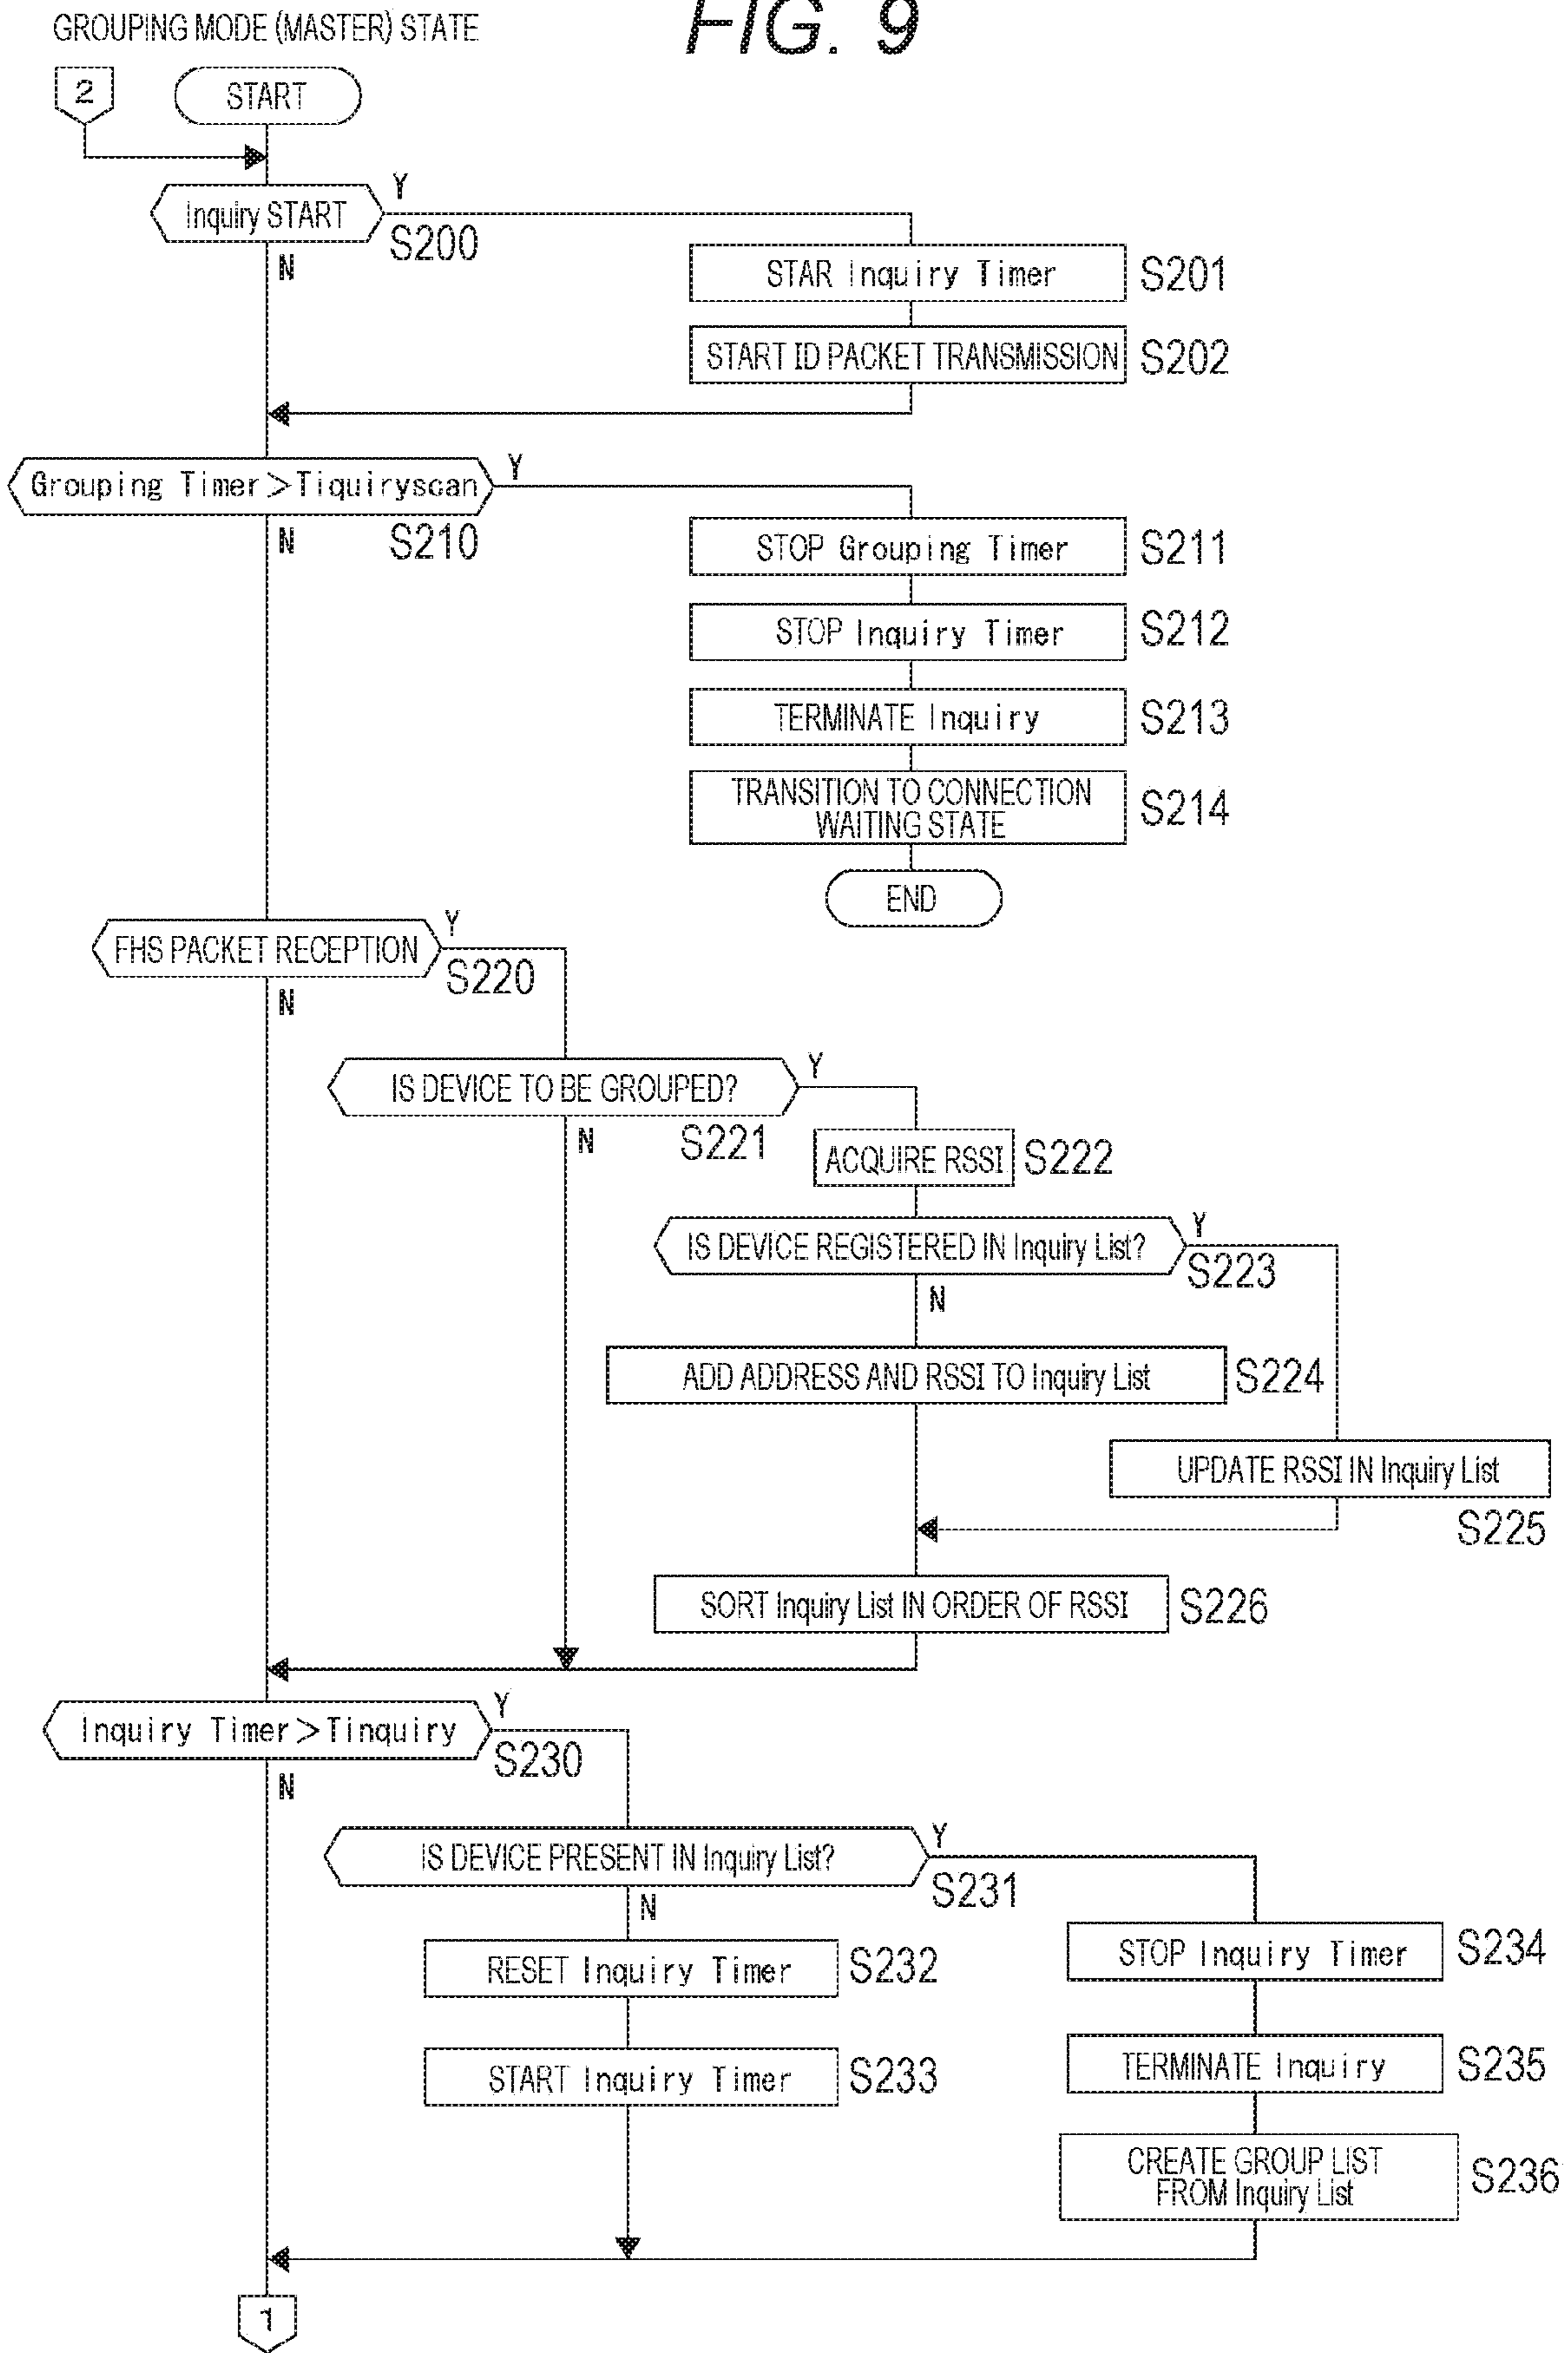 FIG. 9
GROUPING MODE (MASTER) STATE
2
START
Inquiry START
Y
S200
N
STAR Inquiry Timer
S201
START ID PACKET TRANSMISSION
S202
Grouping Timer>Tiquiryscan
Y
S210
N
STOP Grouping Timer
S211
STOP Inquiry Timer
S212
TERMINATE Inquiry
S213
TRANSITION TO CONNECTION
WAITING STATE
S214
END
FHS PACKET RECEPTION
Y
S220
N
IS DEVICE TO BE GROUPED?
Y
S221
N
ACQUIRE RSSI
S222
IS DEVICE REGISTERED IN Inquiry List?
Y
S223
N
ADD ADDRESS AND RSSI TO Inquiry List
S224
UPDATE RSSI IN Inquiry List
S225
SORT Inquiry List IN ORDER OF RSSI
S226
Inquiry Timer>Tinquiry
Y
S230
N
IS DEVICE PRESENT IN Inquiry List?
Y
S231
N
RESET Inquiry Timer
S232
START Inquiry Timer
S233
STOP Inquiry Timer
S234
TERMINATE Inquiry
S235
CREATE GROUP LIST
FROM Inquiry List
S236
1